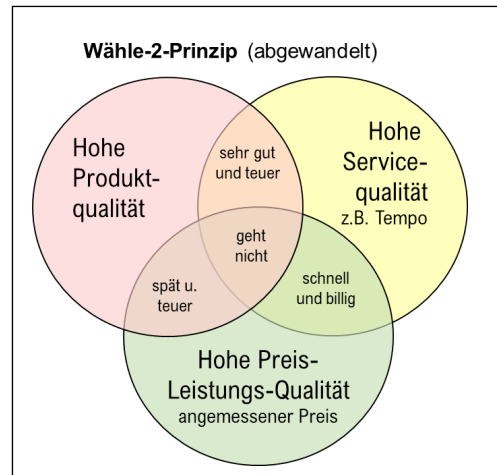 Wähle-2-Prinzip (abgewandelt)
Hohe
Produkt-
qualität
sehr gut
und teuer
Hohe
Service-
qualität
z.B. Tempo
geht
nicht
spät u.
teuer
schnell
und billig
Hohe Preis-
Leistungs-Qualität
angemessener Preis